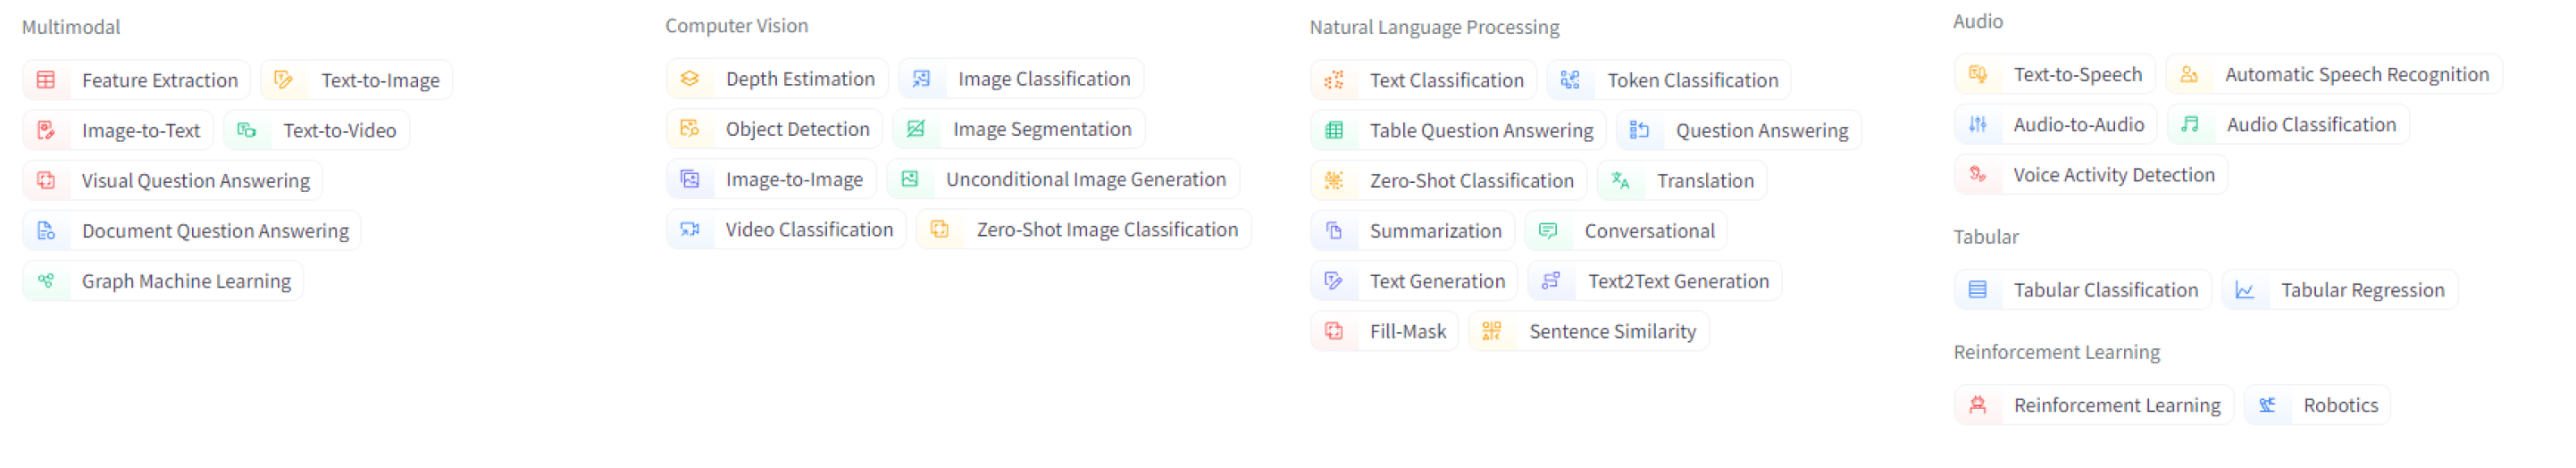 Multimodal
Feature Extraction Text-to-Image
Image-to-Text Text-to-Video
Visual Question Answering
Document Question Answering
Graph Machine Learning
Computer Vision
Depth Estimation Image Classification
Object Detection Image Segmentation
Image-to-Image Unconditional Image Generation
Video Classification Zero-Shot Image Classification
Natural Language Processing
Text Classification Token Classification
Table Question Answering Question Answering
Zero-Shot Classification Translation
Summarization Conversational
Text Generation Text2Text Generation
Fill-Mask Sentence Similarity
Audio
Text-to-Speech Automatic Speech Recognition
Audio-to-Audio Audio Classification
Voice Activity Detection
Tabular
Tabular Classification Tabular Regression
Reinforcement Learning
Reinforcement Learning Robotics